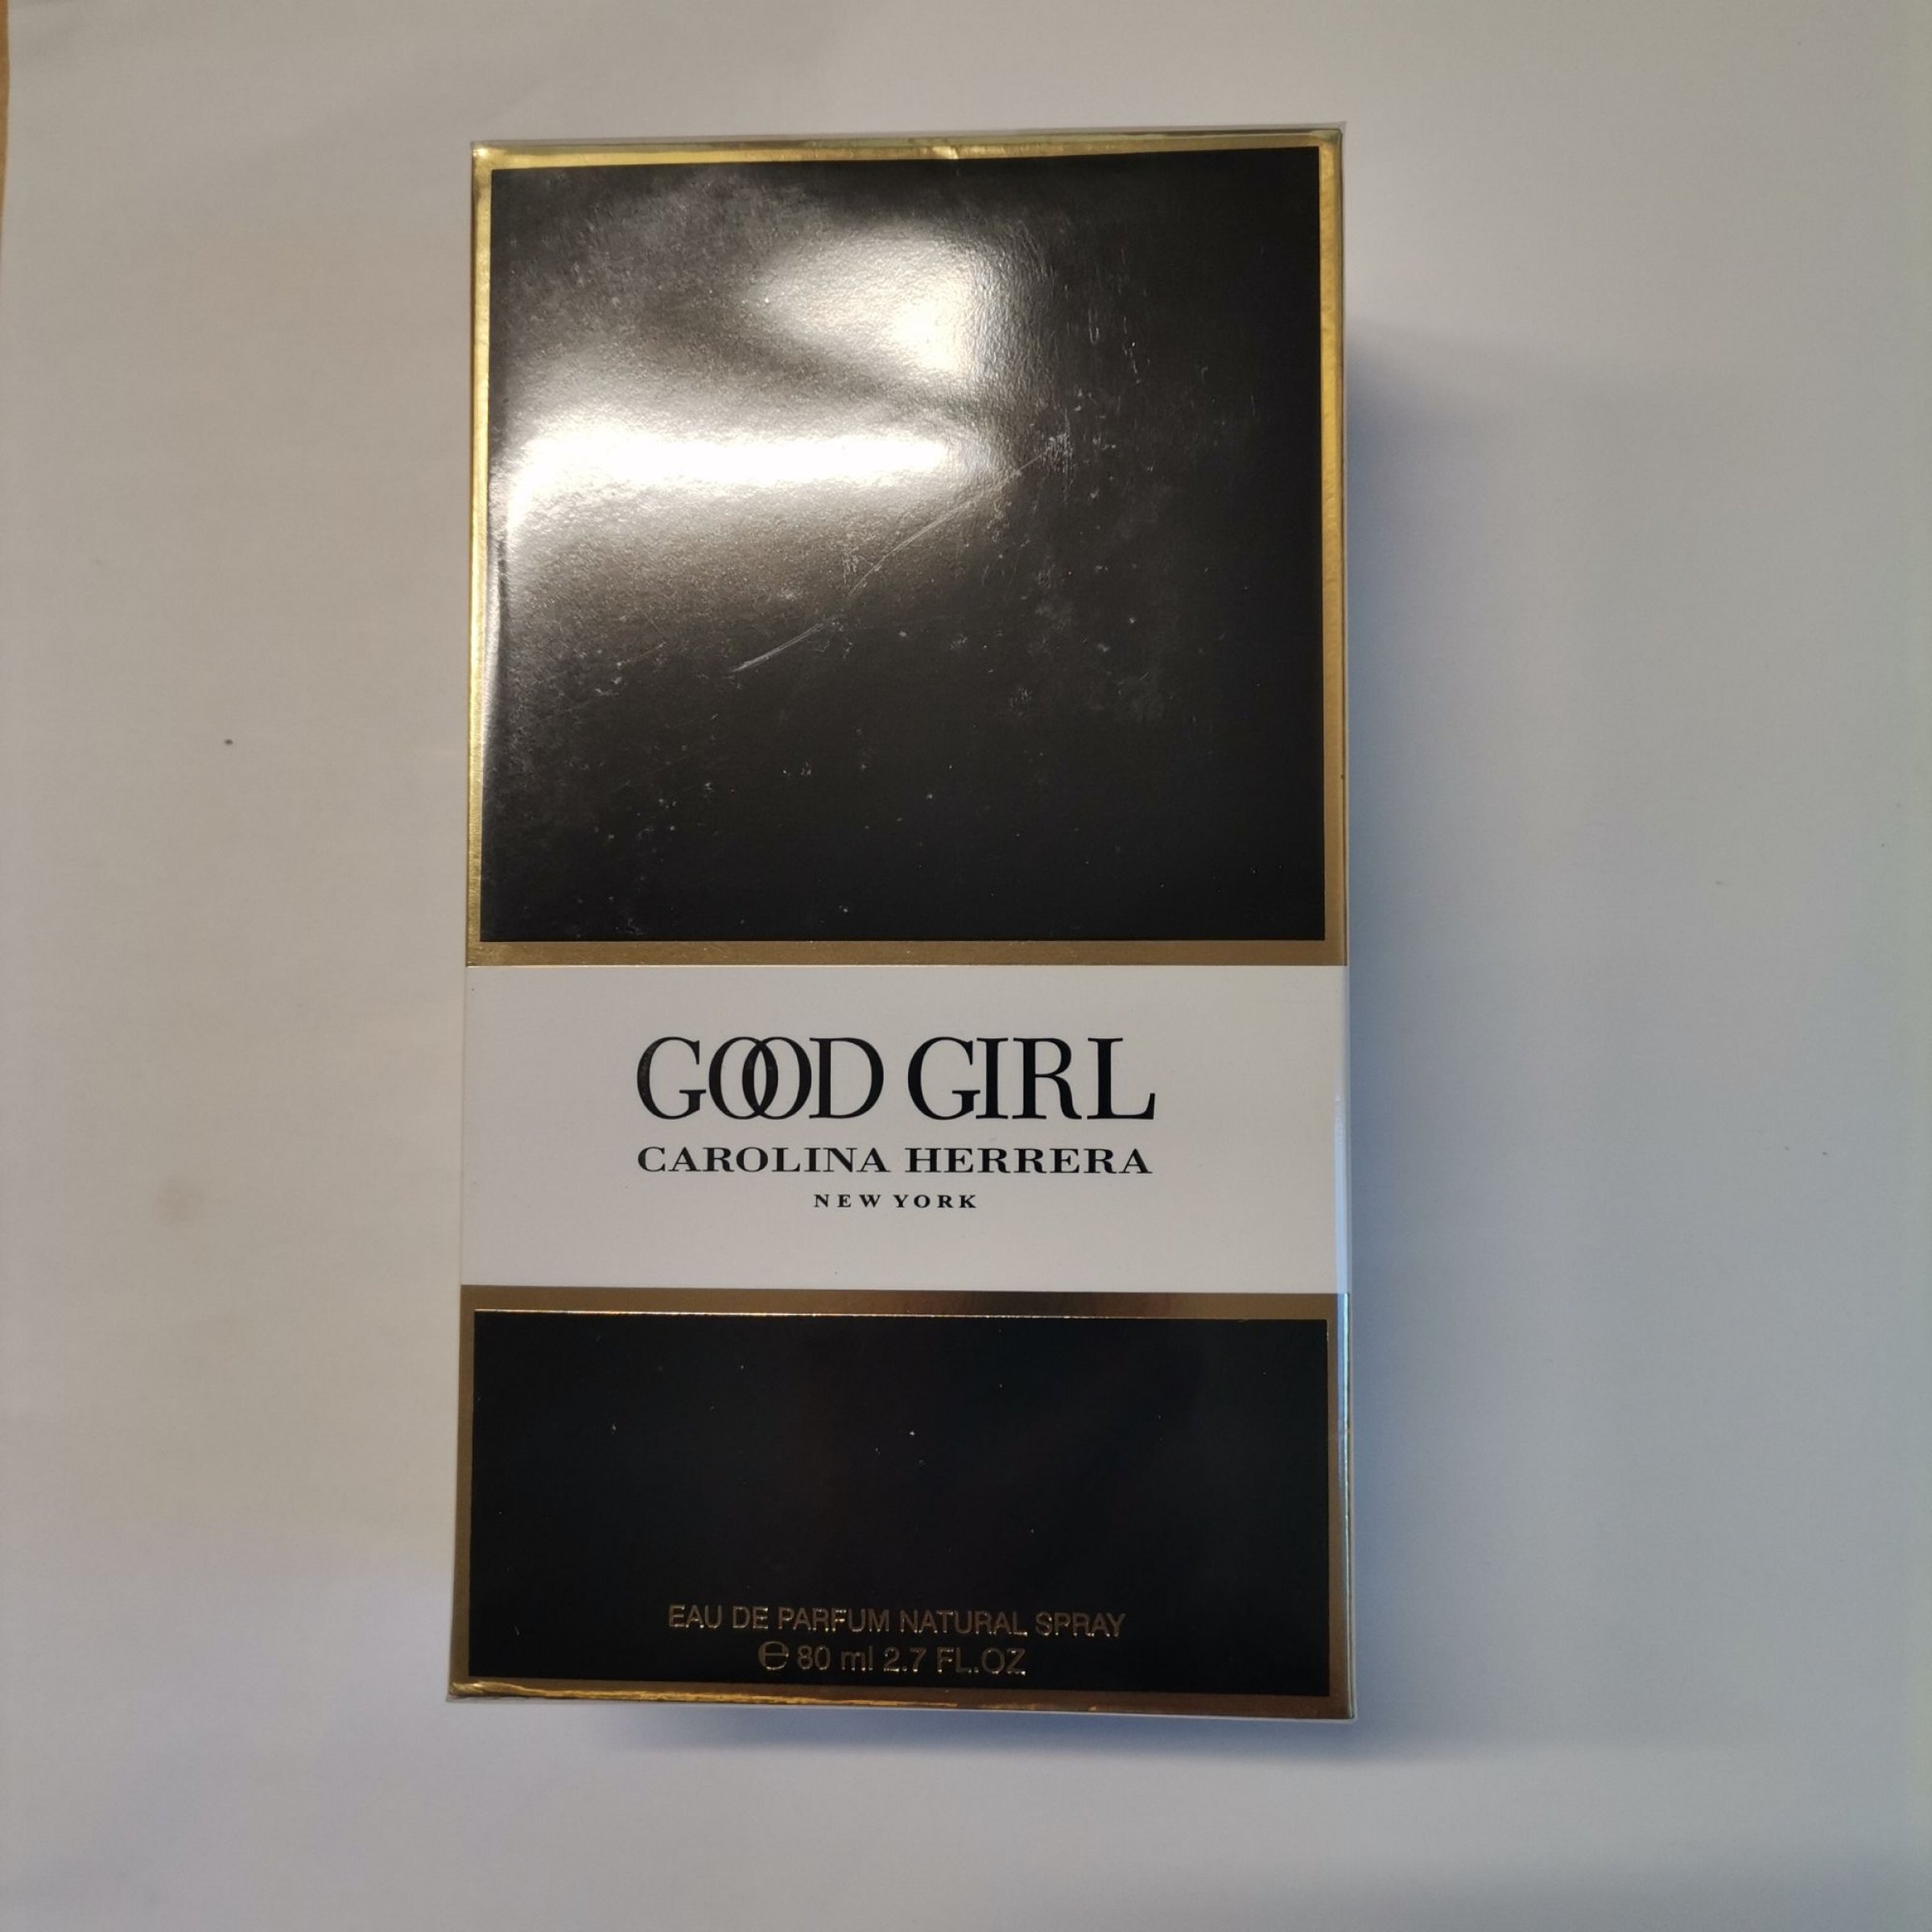 GOOD GIRL
CAROLINA HERRERA
NEW YORK
EAU DE PARFUM NATURAL SPRAY
℮ 80 ml 2.7 FL.OZ